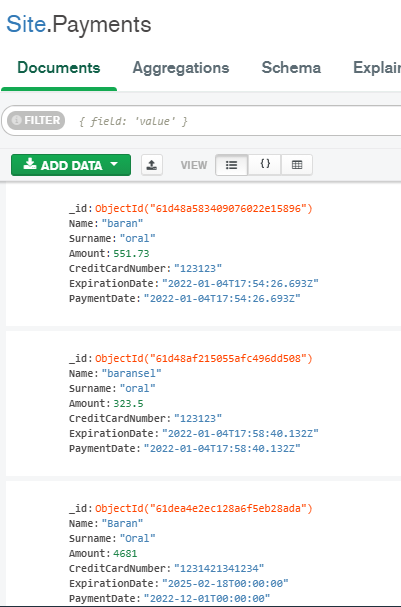 Site.Payments
Documents Aggregations Schema Explai
FILTER { field: 'value' }
ADD DATA VIEW { }
_id: ObjectId("61d48a583409076022e15896")
Name: "baran"
Surname: "oral"
Amount: 551.73
CreditCardNumber: "123123"
ExpirationDate: "2022-01-04T17:54:26.693Z"
PaymentDate: "2022-01-04T17:54:26.693Z"
_id: ObjectId("61d48af215055afc496dd508")
Name: "baransel"
Surname: "oral"
Amount: 323.5
CreditCardNumber: "123123"
ExpirationDate: "2022-01-04T17:58:40.132Z"
PaymentDate: "2022-01-04T17:58:40.132Z"
_id: ObjectId("61dea4e2ec128a6f5eb28ada")
Name: "Baran"
Surname: "Oral"
Amount: 4681
CreditCardNumber: "1231421341234"
ExpirationDate: "2025-02-18T00:00:00"
PaymentDate: "2022-12-01T00:00:00"